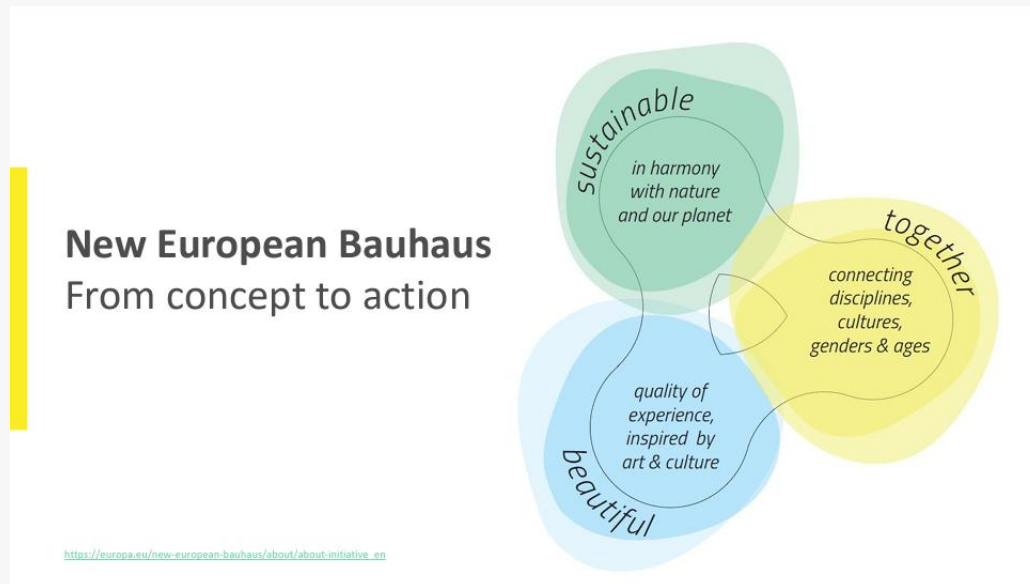 New European Bauhaus
From concept to action
sustainable
in harmony
with nature
and our planet
together
connecting
disciplines,
cultures,
genders & ages
quality of
experience,
inspired by
art & culture
beautiful
https://europa.eu/new-european-bauhaus/about/about-initiative_en